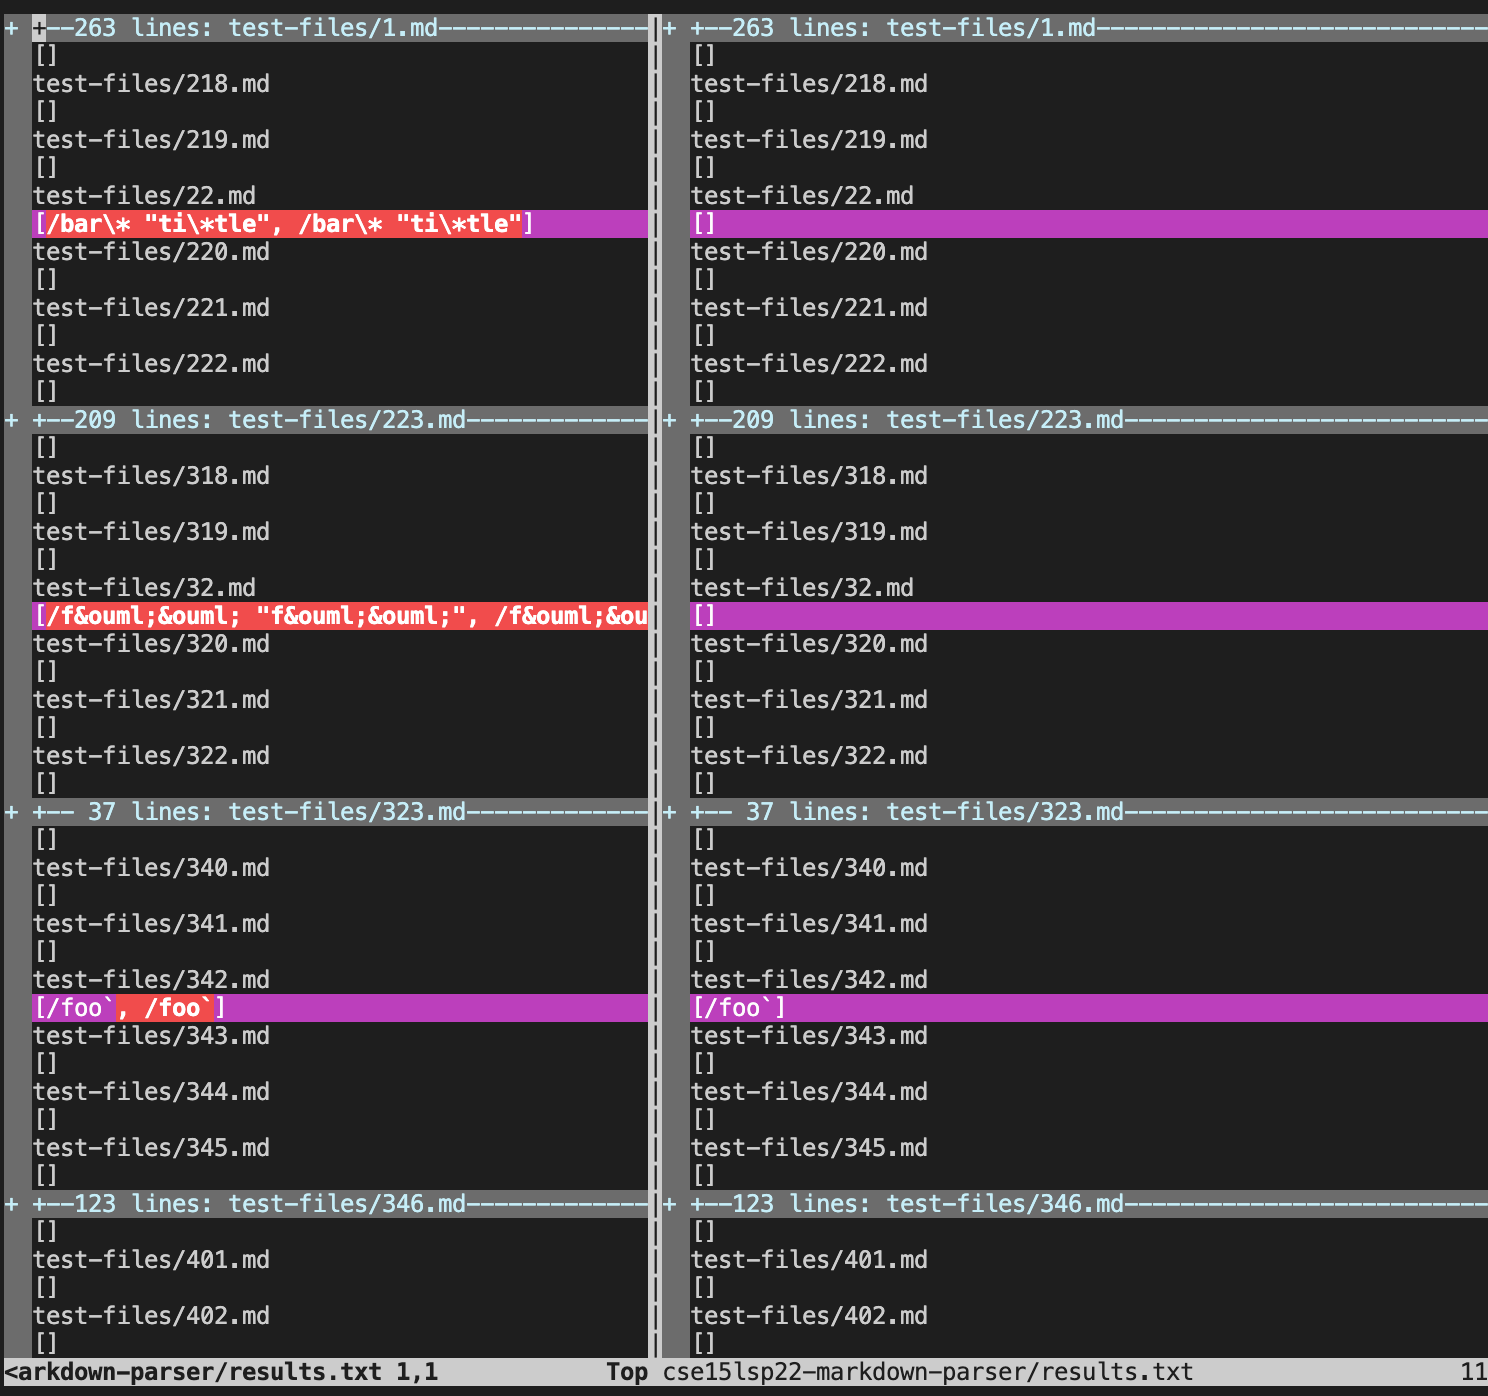 + +--263 lines: test-files/1.md---------------
[]
test-files/218.md
[]
test-files/219.md
[]
test-files/22.md
[/bar\* "ti\*tle", /bar\* "ti\*tle"]
test-files/220.md
[]
test-files/221.md
[]
test-files/222.md
[]
+ +--209 lines: test-files/223.md-------------
[]
test-files/318.md
[]
test-files/319.md
[]
test-files/32.md
[/f&ouml;&ouml; "f&ouml;&ouml;", /f&ouml;&ou
test-files/320.md
[]
test-files/321.md
[]
test-files/322.md
[]
+ +-- 37 lines: test-files/323.md-------------
[]
test-files/340.md
[]
test-files/341.md
[]
test-files/342.md
[/foo`, /foo`]
test-files/343.md
[]
test-files/344.md
[]
test-files/345.md
[]
+ +--123 lines: test-files/346.md-------------
[]
test-files/401.md
[]
test-files/402.md
[]
<arkdown-parser/results.txt 1,1 Top
+ +--263 lines: test-files/1.md----------------------------
[]
test-files/218.md
[]
test-files/219.md
[]
test-files/22.md
[]
test-files/220.md
[]
test-files/221.md
[]
test-files/222.md
[]
+ +--209 lines: test-files/223.md--------------------------
[]
test-files/318.md
[]
test-files/319.md
[]
test-files/32.md
[]
test-files/320.md
[]
test-files/321.md
[]
test-files/322.md
[]
+ +-- 37 lines: test-files/323.md--------------------------
[]
test-files/340.md
[]
test-files/341.md
[]
test-files/342.md
[/foo`]
test-files/343.md
[]
test-files/344.md
[]
test-files/345.md
[]
+ +--123 lines: test-files/346.md--------------------------
[]
test-files/401.md
[]
test-files/402.md
[]
cse15lsp22-markdown-parser/results.txt 11